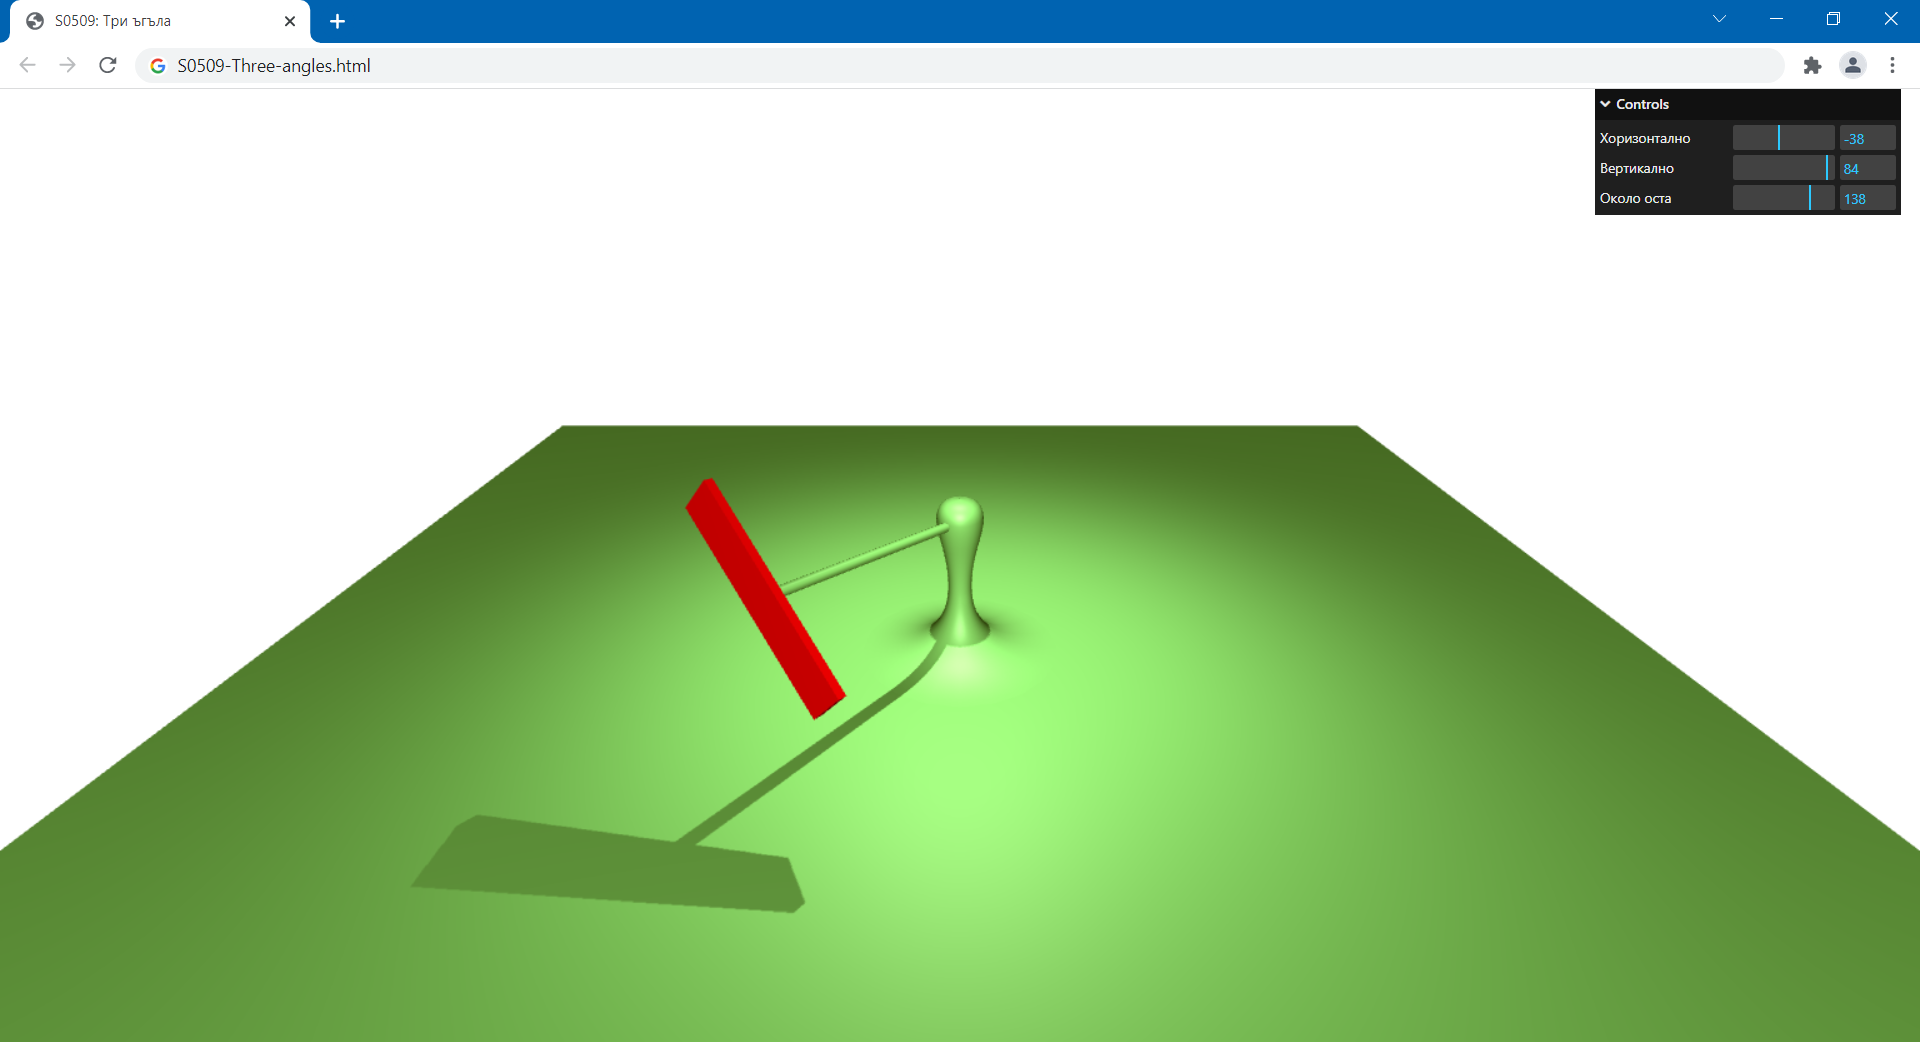 S0509: Три ъгъла
S0509-Three-angles.html
Controls
Хоризонтално -38
Вертикално 84
Около оста 138